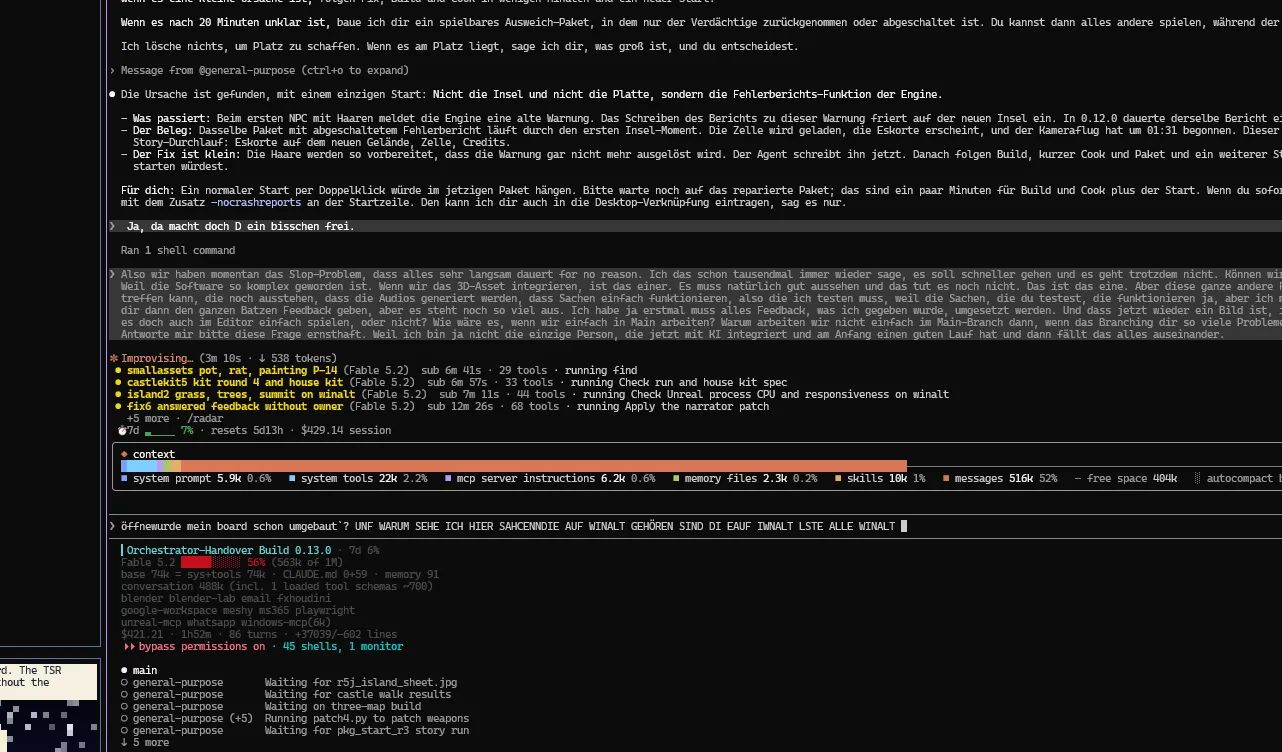 Wenn es nach 20 Minuten unklar ist, baue ich dir ein spielbares Ausweich-Paket, in dem nur der Verdächtige zurückgenommen oder abgeschaltet ist. Du kannst dann alles andere spielen, während der
Ich lösche nichts, um Platz zu schaffen. Wenn es am Platz liegt, sage ich dir, was groß ist, und du entscheidest.
› Message from @general-purpose (ctrl+o to expand)
● Die Ursache ist gefunden, mit einem einzigen Start: Nicht die Insel und nicht die Platte, sondern die Fehlerberichts-Funktion der Engine.
– Was passiert: Beim ersten NPC mit Haaren meldet die Engine eine alte Warnung. Das Schreiben des Berichts zu dieser Warnung friert auf der neuen Insel ein. In 0.12.0 dauerte derselbe Bericht
– Der Beleg: Dasselbe Paket mit abgeschaltetem Fehlerbericht läuft durch den ersten Insel-Moment. Die Zelle wird geladen, die Eskorte erscheint, und der Kameraflug hat um 01:31 begonnen. Dieser
Story-Durchlauf: Eskorte auf dem neuen Gelände, Zelle, Credits.
– Der Fix ist klein: Die Haare werden so vorbereitet, dass die Warnung gar nicht mehr ausgelöst wird. Der Agent schreibt ihn jetzt. Danach folgen Build, kurzer Cook und Paket und ein weiterer
starten würdest.
Für dich: Ein normaler Start per Doppelklick würde im jetzigen Paket hängen. Bitte warte noch auf das reparierte Paket; das sind ein paar Minuten für Build und Cook plus der Start. Wenn du
mit dem Zusatz -nocrashreports an der Startzeile. Den kann ich dir auch in die Desktop-Verknüpfung eintragen, sag es nur.
❯ Ja, da macht doch D ein bisschen frei.
Ran 1 shell command
❯ Also wir haben momentan das Slop-Problem, dass alles sehr langsam dauert for no reason. Ich das schon tausendmal immer wieder sage, es soll schneller gehen und es geht trotzdem nicht. Können
Weil die Software so komplex geworden ist. Wenn wir das 3D-Asset integrieren, ist das einer. Es muss natürlich gut aussehen und das tut es noch nicht. Das ist das eine. Aber diese ganze andere
treffen kann, die noch ausstehen, dass die Audios generiert werden, dass Sachen einfach funktionieren, also die ich testen muss, weil die Sachen, die du testest, die funktionieren ja, aber ich
dir dann den ganzen Batzen Feedback geben, aber es steht noch so viel aus. Ich habe ja erstmal muss alles Feedback, was ich gegeben wurde, umgesetzt werden. Und dass jetzt wieder ein Bild ist,
es doch auch im Editor einfach spielen, oder nicht? Wie wäre es, wenn wir einfach in Main arbeiten? Warum arbeiten wir nicht einfach im Main-Branch dann, wenn das Branching dir so viele
Antworte mir bitte diese Frage ernsthaft. Weil ich bin ja nicht die einzige Person, die jetzt mit KI integriert und am Anfang einen guten Lauf hat und dann fällt das alles auseinander.
✻ Improvising… (3m 10s · ↓ 538 tokens)
● smallassets pot, rat, painting P-14 (Fable 5.2) sub 6m 41s · 29 tools · running find
● castlekit5 kit round 4 and house kit (Fable 5.2) sub 6m 57s · 33 tools · running Check run and house kit spec
● island2 grass, trees, summit on winalt (Fable 5.2) sub 7m 11s · 44 tools · running Check Unreal process CPU and responsiveness on winalt
● fix6 answered feedback without owner (Fable 5.2) sub 12m 26s · 68 tools · running Apply the narrator patch
+5 more · /radar
7d 7% · resets 5d13h · $429.14 session
◆ context
■ system prompt 5.9k 0.6% ■ system tools 22k 2.2% ■ mcp server instructions 6.2k 0.6% ■ memory files 2.3k 0.2% ■ skills 10k 1% ■ messages 516k 52% – free space 404k autocompact
❯ öffnewurde mein board schon umgebaut`? UNF WARUM SEHE ICH HIER SAHCENNDIE AUF WINALT GEHÖREN SIND DI EAUF IWNALT LSTE ALLE WINALT
Orchestrator-Handover Build 0.13.0 · 7d 6%
Fable 5.2 56% (563k of 1M)
base 74k = sys+tools 74k · CLAUDE.md 0+59 · memory 91
conversation 488k (incl. 1 loaded tool schemas ~700)
blender blender-lab email fxhoudini
google-workspace meshy ms365 playwright
unreal-mcp whatsapp windows-mcp(6k)
$421.21 · 1h52m · 86 turns · +37039/-602 lines
⏵⏵ bypass permissions on · 45 shells, 1 monitor
● main
○ general-purpose Waiting for r5j_island_sheet.jpg
○ general-purpose Waiting for castle walk results
○ general-purpose Waiting on three-map build
○ general-purpose (+5) Running patch4.py to patch weapons
○ general-purpose Waiting for pkg_start_r3 story run
↓ 5 more
The TSR
the